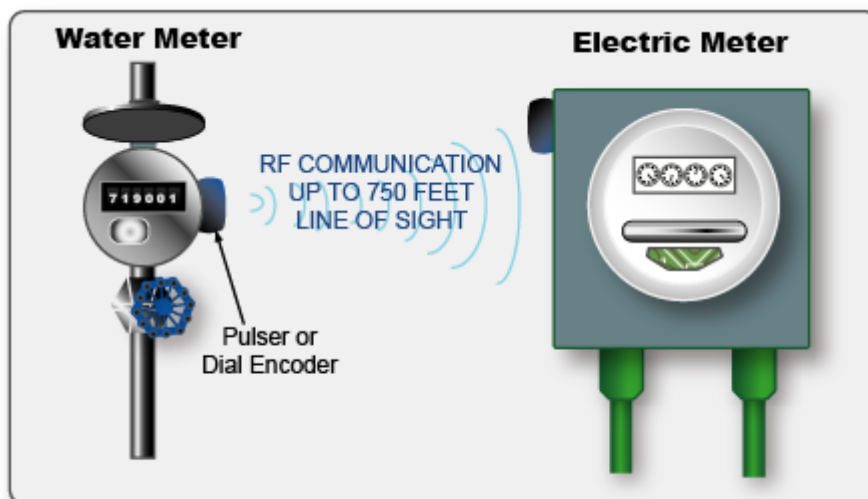 Water Meter
Electric Meter
RF COMMUNICATION
UP TO 750 FEET
LINE OF SIGHT
719001
Pulser or
Dial Encoder